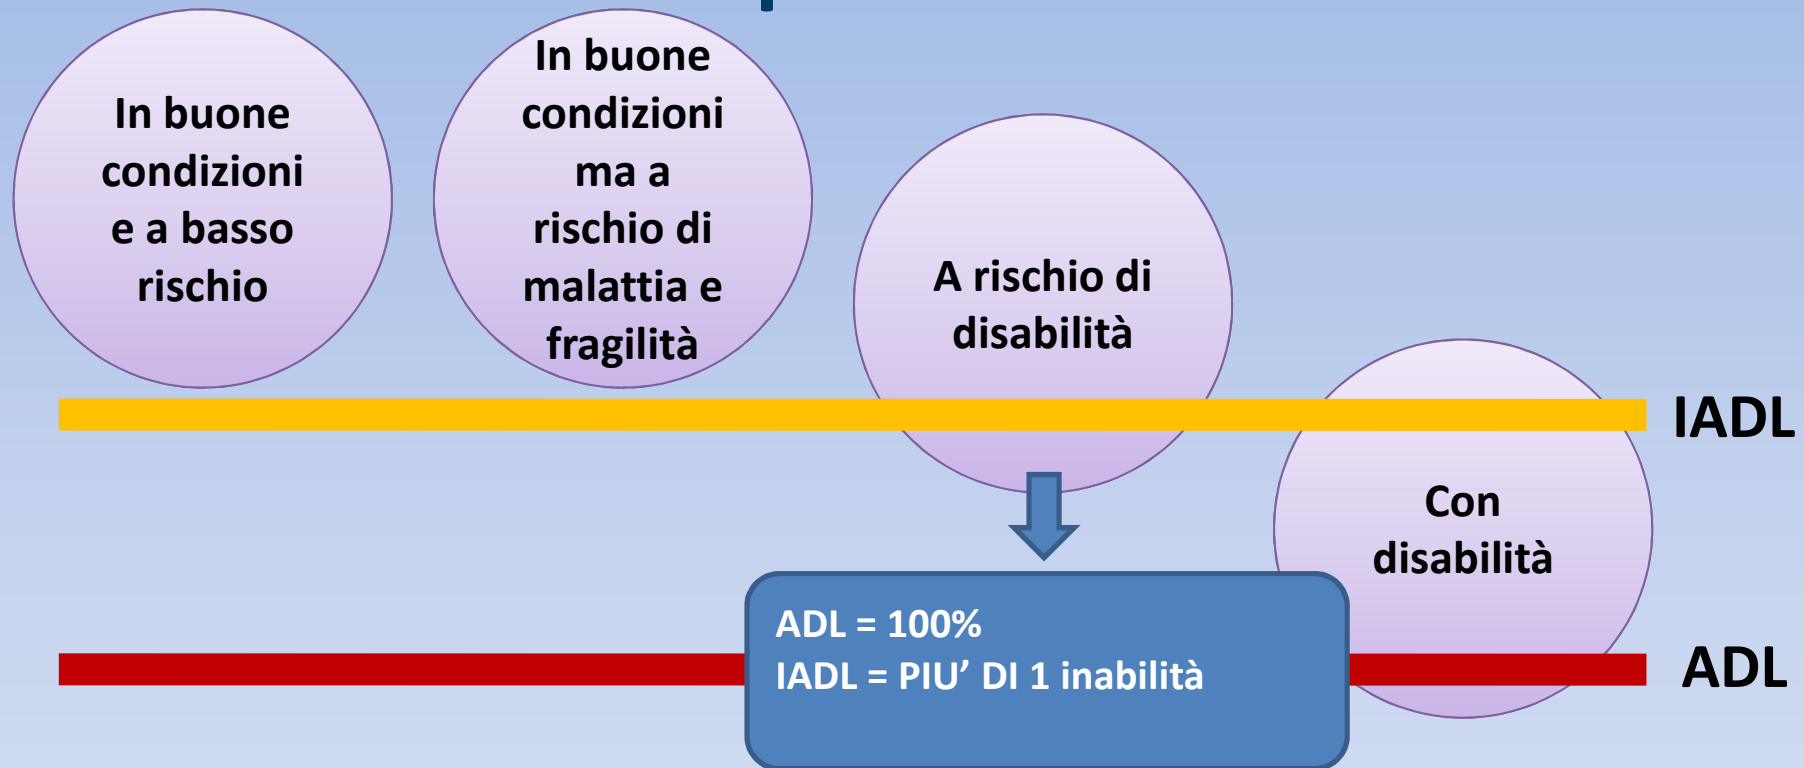 In buone
condizioni
e a basso
rischio
In buone
condizioni
ma a
rischio di
malattia e
fragilità
A rischio di
disabilità
IADL
Con
disabilità
ADL = 100%
IADL = PIU’ DI 1 inabilità
ADL